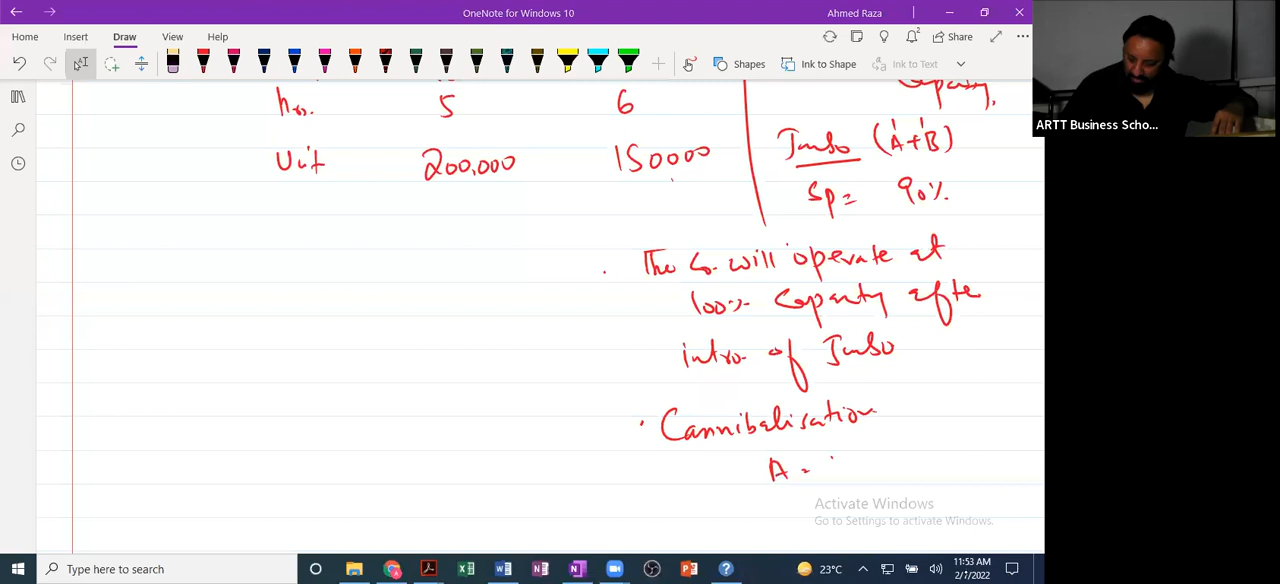 OneNote for Windows 10
Ahmed Raza
Home Insert Draw View Help
Share
Shapes Ink to Shape Ink to Text
ARTT Business Scho...
Capacity,
hrs. 5 6
Unit 200,000 150000
Jumbo (A+B)
1 1
SP = 90%
The Co. will operate at
100% Capacity after
intro. of Jumbo
Cannibalisation
A =
Activate Windows
Go to Settings to activate Windows.
Type here to search
23°C
11:53 AM
2/7/2022